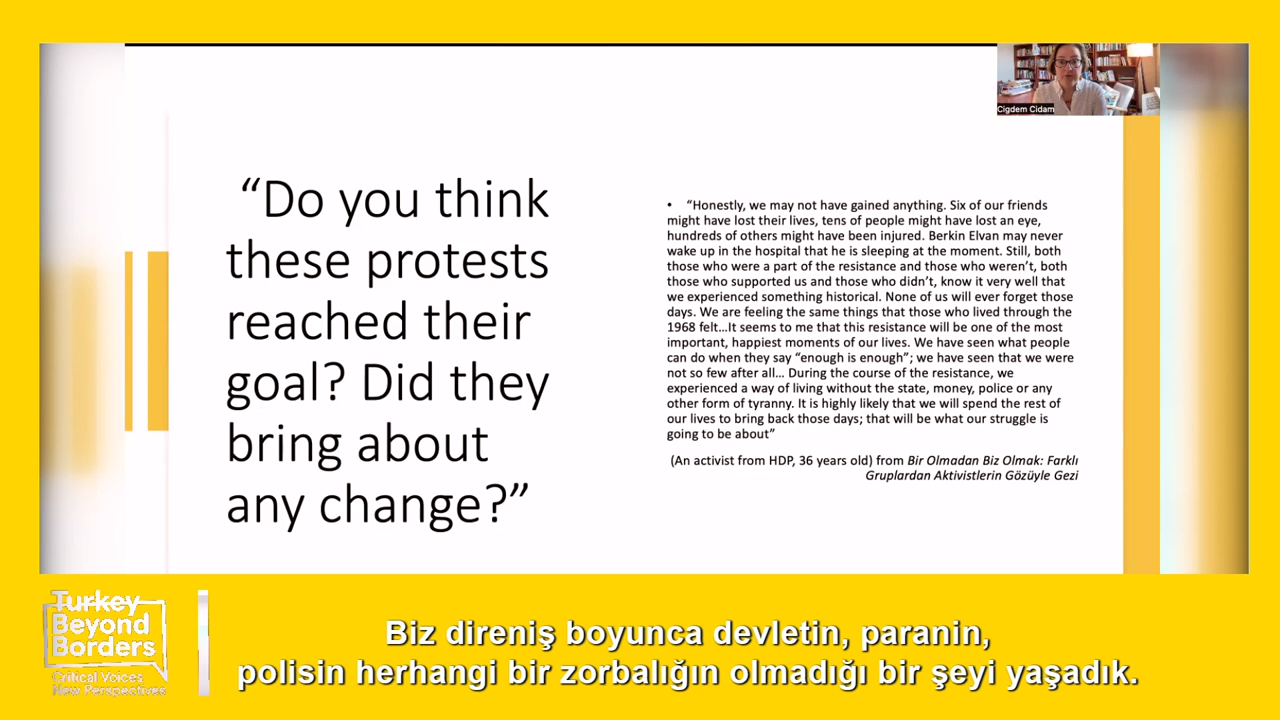 Cigdem Cidam
“Do you think
these protests
reached their
goal? Did they
bring about
any change?”
• “Honestly, we may not have gained anything. Six of our friends
might have lost their lives, tens of people might have lost an eye,
hundreds of others might have been injured. Berkin Elvan may never
wake up in the hospital that he is sleeping at the moment. Still, both
those who were a part of the resistance and those who weren’t, both
those who supported us and those who didn’t, know it very well that
we experienced something historical. None of us will ever forget those
days. We are feeling the same things that those who lived through the
1968 felt…It seems to me that this resistance will be one of the most
important, happiest moments of our lives. We have seen what people
can do when they say “enough is enough”; we have seen that we were
not so few after all… During the course of the resistance, we
experienced a way of living without the state, money, police or any
other form of tyranny. It is highly likely that we will spend the rest of
our lives to bring back those days; that will be what our struggle is
going to be about”
(An activist from HDP, 36 years old) from Bir Olmadan Biz Olmak: Farklı
Gruplardan Aktivistlerin Gözüyle Gezi
Turkey
Beyond
Borders
Critical Voices
New Perspectives
Biz direniş boyunca devletin, paranin,
polisin herhangi bir zorbalığın olmadığı bir şeyi yaşadık.